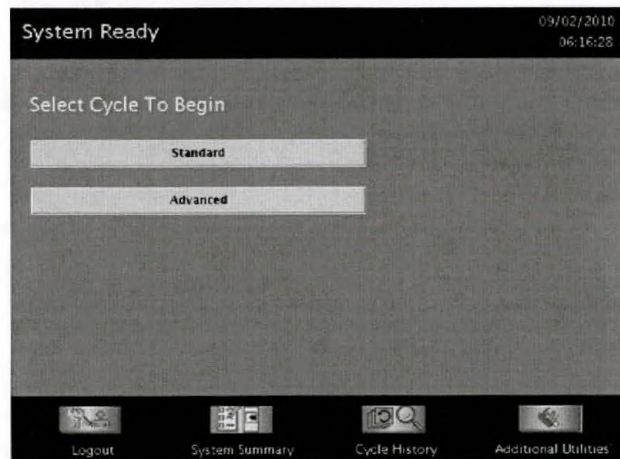 System Ready
09/02/2010
06:16:28
Select Cycle To Begin
Standard
Advanced
Logout
System Summary
Cycle History
Additional Utilities